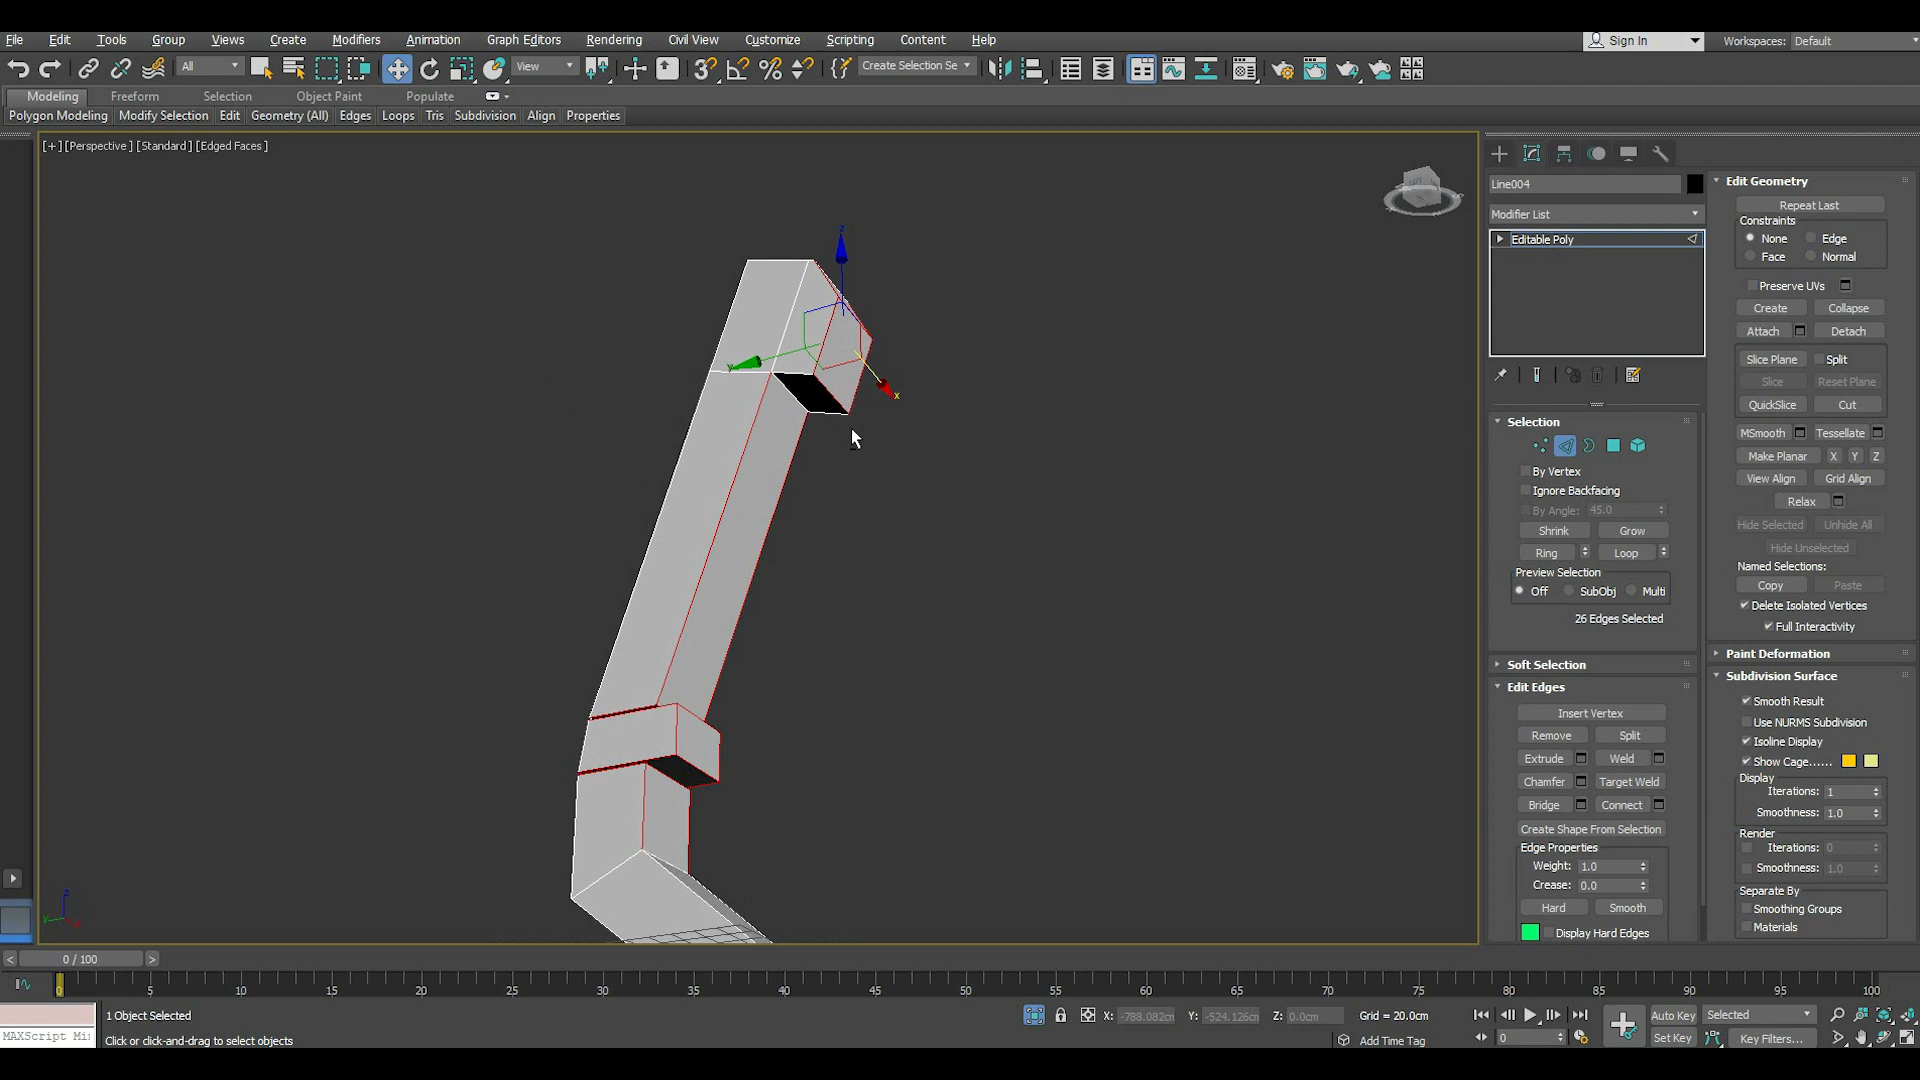 File Edit Tools Group Views Create Modifiers Animation Graph Editors Rendering Civil View Customize Scripting Content Help
Sign In Workspaces: Default
All View Create Selection Se
Modeling Freeform Selection Object Paint Populate
Polygon Modeling Modify Selection Edit Geometry (All) Edges Loops Tris Subdivision Align Properties
[+] [Perspective ] [Standard ] [Edged Faces ]
z
y
x
Line004
Modifier List
Editable Poly
Selection
By Vertex
Ignore Backfacing
By Angle: 45.0
Shrink Grow
Ring Loop
Preview Selection
Off SubObj Multi
26 Edges Selected
Soft Selection
Edit Edges
Insert Vertex
Remove Split
Extrude Weld
Chamfer Target Weld
Bridge Connect
Create Shape From Selection
Edge Properties
Weight: 1.0
Crease: 0.0
Hard Smooth
Display Hard Edges
Edit Geometry
Repeat Last
Constraints
None Edge
Face Normal
Preserve UVs
Create Collapse
Attach Detach
Slice Plane Split
Slice Reset Plane
QuickSlice Cut
MSmooth Tessellate
Make Planar X Y Z
View Align Grid Align
Relax
Hide Selected Unhide All
Hide Unselected
Named Selections:
Copy Paste
Delete Isolated Vertices
Full Interactivity
Paint Deformation
Subdivision Surface
Smooth Result
Use NURMS Subdivision
Isoline Display
Show Cage......
Display
Iterations: 1
Smoothness: 1.0
Render
Iterations: 0
Smoothness: 1.0
Separate By
Smoothing Groups
Materials
< 0 / 100 >
0 5 10 15 20 25 30 35 40 45 50 55 60 65 70 75 80 85 90 95 100
1 Object Selected
X: -788.082cm Y: -524.126cm Z: 0.0cm Grid = 20.0cm
Auto Key Selected
MAXScript Mi
Click or click-and-drag to select objects
Add Time Tag
0
Set Key Key Filters...